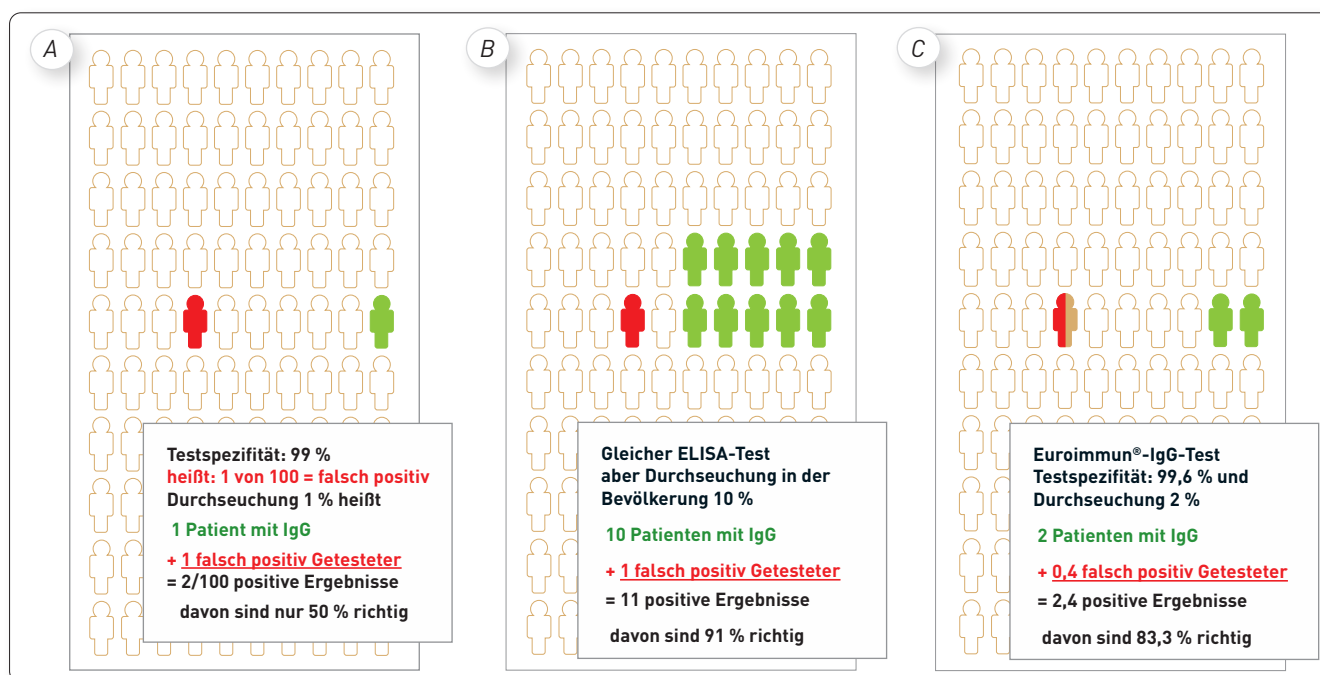 A
Testspezifität: 99 %
heißt: 1 von 100 = falsch positiv
Durchseuchung 1 % heißt
1 Patient mit IgG
+ 1 falsch positiv Getesteter
= 2/100 positive Ergebnisse
davon sind nur 50 % richtig
B
Gleicher ELISA-Test
aber Durchseuchung in der
Bevölkerung 10 %
10 Patienten mit IgG
+ 1 falsch positiv Getesteter
= 11 positive Ergebnisse
davon sind 91 % richtig
C
Euroimmun®-IgG-Test
Testspezifität: 99,6 % und
Durchseuchung 2 %
2 Patienten mit IgG
+ 0,4 falsch positiv Getesteter
= 2,4 positive Ergebnisse
davon sind 83,3 % richtig